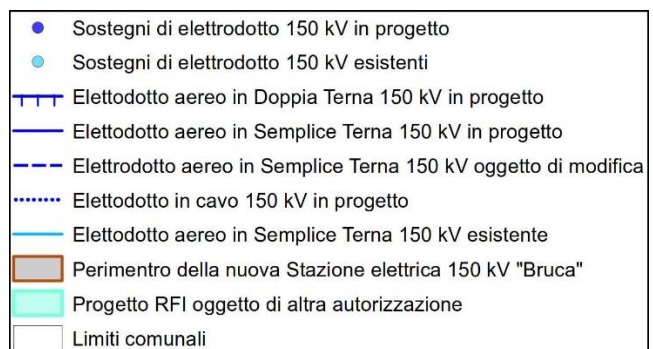 Sostegni di elettrodotto 150 kV in progetto
Sostegni di elettrodotto 150 kV esistenti
Elettodotto aereo in Doppia Terna 150 kV in progetto
Elettodotto aereo in Semplice Terna 150 kV in progetto
Elettrodotto aereo in Semplice Terna 150 kV oggetto di modifica
Elettodotto in cavo 150 kV in progetto
Elettodotto aereo in Semplice Terna 150 kV esistente
Perimentro della nuova Stazione elettrica 150 kV "Bruca"
Progetto RFI oggetto di altra autorizzazione
Limiti comunali